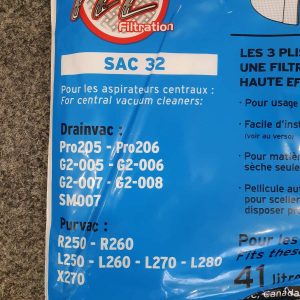 Filtration
SAC 32
Pour les aspirateurs centraux :
For central vacuum cleaners:
Drainvac :
Pro205 - Pro206
G2-005 - G2-006
G2-007 - G2-008
SM007
Purvac :
R250 - R260
L250 - L260 - L270 - L280
X270
LES 3 PLIS
UNE FILTR
HAUTE EF
· Pour usage
· Facile d'inst
(voir au verso)
· Pour matiè
sèche seule
· Pellicule au
pour sceller
disposer pr
Pour les
Fits these
41 litre
QC, Canada